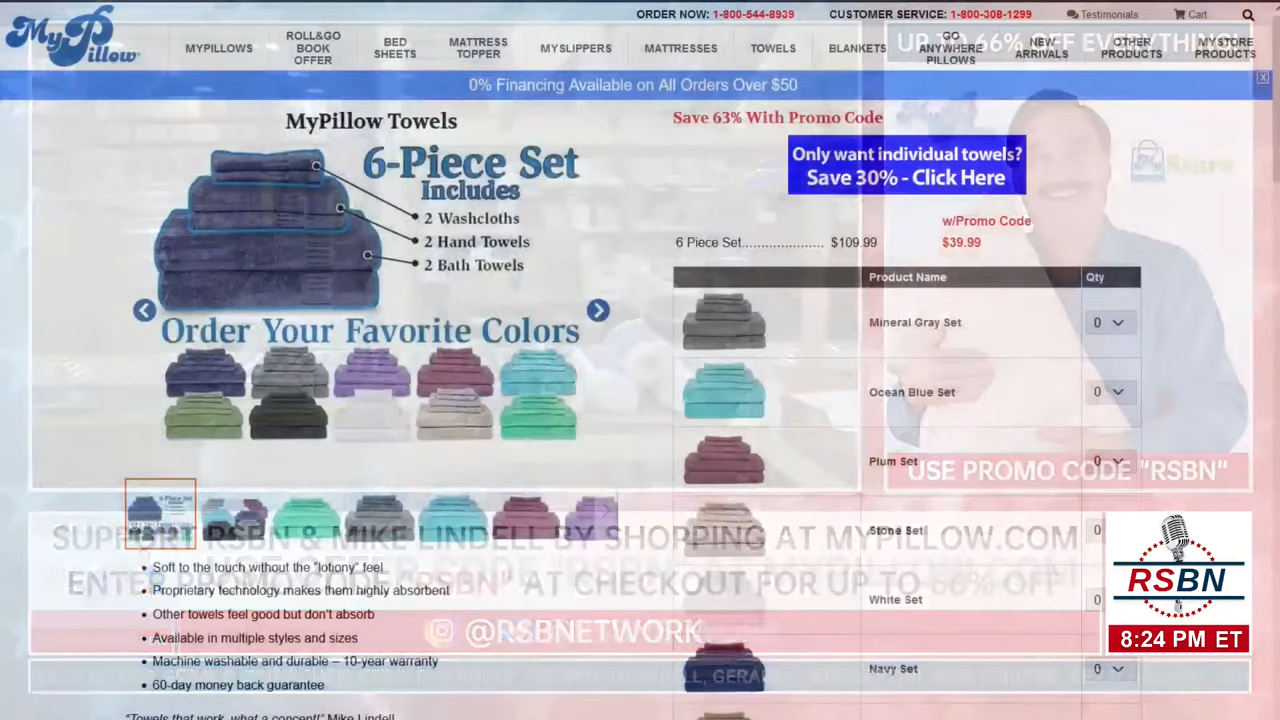 MyPillow
ORDER NOW: 1-800-544-8939
CUSTOMER SERVICE: 1-800-308-1299
Testimonials
Cart
MYPILLOWS
ROLL&GO BOOK OFFER
BED SHEETS
MATTRESS TOPPER
MYSLIPPERS
MATTRESSES
TOWELS
BLANKETS
GO ANYWHERE PILLOWS
NEW ARRIVALS
OTHER PRODUCTS
MYSTORE PRODUCTS
UP TO 66% OFF EVERYTHING!
0% Financing Available on All Orders Over $50
X
MyPillow Towels
6-Piece Set
Includes
2 Washcloths
2 Hand Towels
2 Bath Towels
Order Your Favorite Colors
Save 63% With Promo Code
Only want individual towels?
Save 30% - Click Here
w/Promo Code
6 Piece Set..................... $109.99 $39.99
Product Name Qty
Mineral Gray Set 0
Ocean Blue Set 0
Plum Set 0
Stone Set 0
White Set 0
Navy Set 0
USE PROMO CODE "RSBN"
SUPPORT RSBN & MIKE LINDELL BY SHOPPING AT MYPILLOW.COM
ENTER PROMO CODE AT CHECKOUT FOR UP TO 66% OFF
Soft to the touch without the "lotiony" feel
Proprietary technology makes them highly absorbent
Other towels feel good but don't absorb
Available in multiple styles and sizes
Machine washable and durable – 10-year warranty
60-day money back guarantee
"Towels that work, what a concept!" Mike Lindell
@RSBNETWORK
RSBN
8:24 PM ET